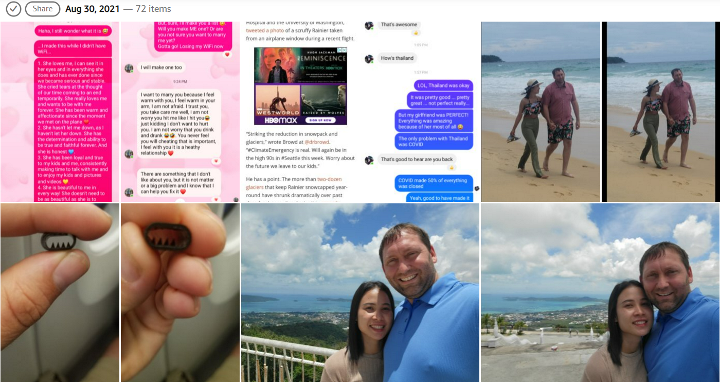 Share
Aug 30, 2021 — 72 items
Haha, I still wonder what it is
...I made this while I didn't have
WiFi...
1. She loves me, I can see it in
her eyes and in everything she
does and has ever done since
we became serious and stable.
She cried tears at the thought
of our time coming to an end
temporarily. She really loves me
and wants to be with me
forever. She has been warm and
affectionate since the moment
we met on the plane
2. She hasn't let me down, as I
haven't let her down. She has
the determination and ability to
be true and faithful forever. And
she is honest
3. She has been loyal and true
to my kids and me, consistently
making time to talk with me and
to enjoy my kids and pictures
and videos
4. She is beautiful to me in
every way! She doesn't need to
be as beautiful as she is to
Will you make ME one? Or are
you not sure you want to marry
me yet?
Gotta go! Losing my WiFi now
I will make one too
5:23 PM
I want to marry you because I feel
warm with you, I feel warm in your
arm, I am not afraid. I trust you,
you take care me well, I am not
worry you hit me like I hit you
just kidding I don't want to hurt
you. I am not worry that you drink
and drunk. You never feel
you will cheating that is important,
I feel with you it is a healthy
relationship
There are something that I don't
like about you, but it is not matter
or a big problem and I know that I
can help you fix it
Hospital and the University of Washington,
tweeted a photo of a scruffy Rainier taken
from an airplane window during a recent flight.
HUGH JACKMAN
REMINISCENCE
WESTWORLD
HBOMAX
SIGN UP NOW
"Striking the reduction in snowpack and
glaciers," wrote Drowd at @drbrowd.
"#ClimateEmergency is real. Will again be in
the high 90s in #Seattle this week. Worry about
the future we leave to our kids."
He has a point. The more than two-dozen
glaciers that keep Rainier snowcapped year-
round have shrunk dramatically over past
That's awesome
How's thailand
LOL, Thailand was okay
It was pretty good ... pretty
great ... not perfect really...
But my girlfriend was PERFECT!
Everything was amazing
because of her most of all
The only problem with Thailand
was COVID
That's good to hear are you back
COVID made 50% of everything
was closed
Yeah, good to have made it